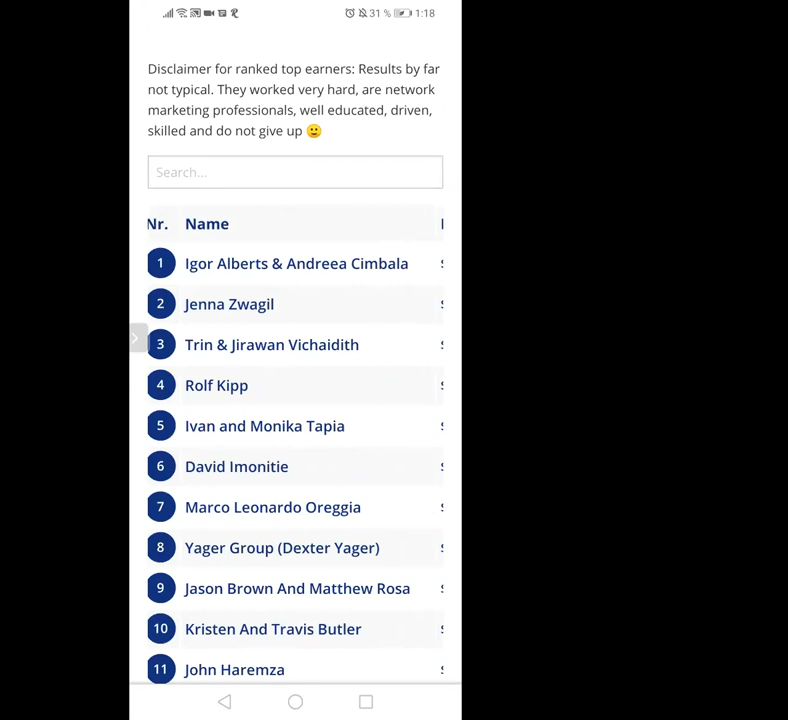 31 % 1:18
Disclaimer for ranked top earners: Results by far
not typical. They worked very hard, are network
marketing professionals, well educated, driven,
skilled and do not give up 🙂
Search...
Nr. Name
1 Igor Alberts & Andreea Cimbala
2 Jenna Zwagil
3 Trin & Jirawan Vichaidith
4 Rolf Kipp
5 Ivan and Monika Tapia
6 David Imonitie
7 Marco Leonardo Oreggia
8 Yager Group (Dexter Yager)
9 Jason Brown And Matthew Rosa
10 Kristen And Travis Butler
11 John Haremza